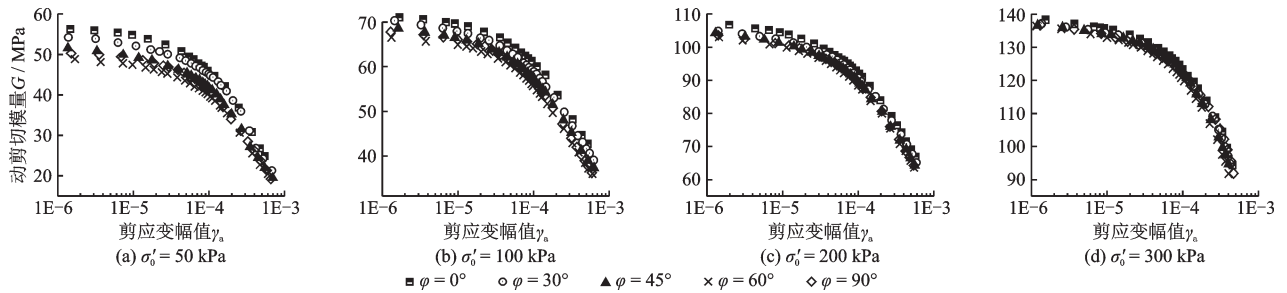 动剪切模量G / MPa
60
50
40
30
20
1E-6 1E-5 1E-4 1E-3
剪应变幅值γa
(a) σ0′ = 50 kPa
70
60
50
40
1E-6 1E-5 1E-4 1E-3
剪应变幅值γa
(b) σ0′ = 100 kPa
110
100
90
80
70
60
1E-6 1E-5 1E-4 1E-3
剪应变幅值γa
(c) σ0′ = 200 kPa
140
130
120
110
100
90
1E-6 1E-5 1E-4 1E-3
剪应变幅值γa
(d) σ0′ = 300 kPa
φ = 0° φ = 30° φ = 45° φ = 60° φ = 90°